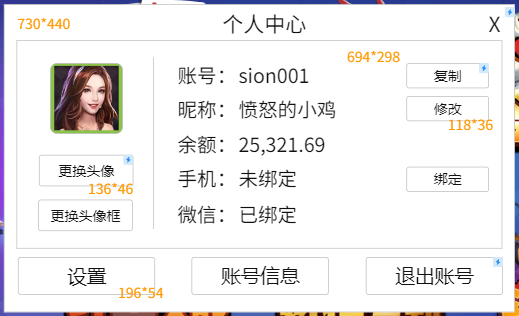 730*440
个人中心
X
694*298
账号： sion001
复制
昵称： 愤怒的小鸡
修改
118*36
余额： 25,321.69
更换头像
136*46
手机： 未绑定
绑定
更换头像框
微信： 已绑定
设置
196*54
账号信息
退出账号